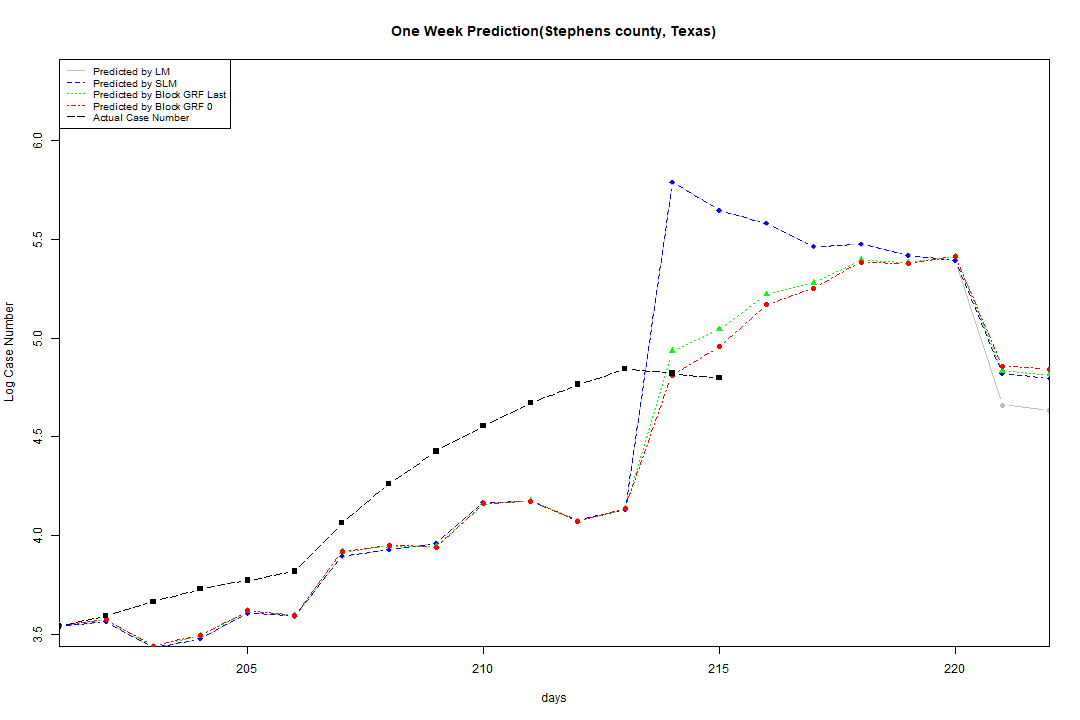 One Week Prediction(Stephens county, Texas)
Predicted by LM
Predicted by SLM
Predicted by Block GRF Last
Predicted by Block GRF 0
Actual Case Number
Log Case Number
6.0
5.5
5.0
4.5
4.0
3.5
205 210 215 220
days